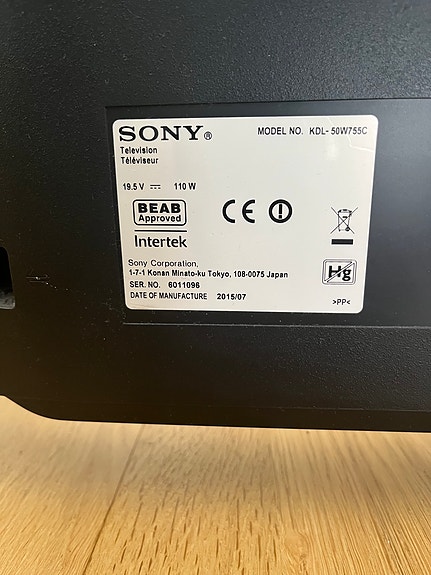 SONY®
MODEL NO. KDL-50W755C
Television
Téléviseur
19.5 V ⎓ 110 W
BEAB
Approved
CE
Intertek
Sony Corporation,
1-7-1 Konan Minato-ku Tokyo, 108-0075 Japan
SER. NO. 6011096
DATE OF MANUFACTURE 2015/07
Hg
>PP<